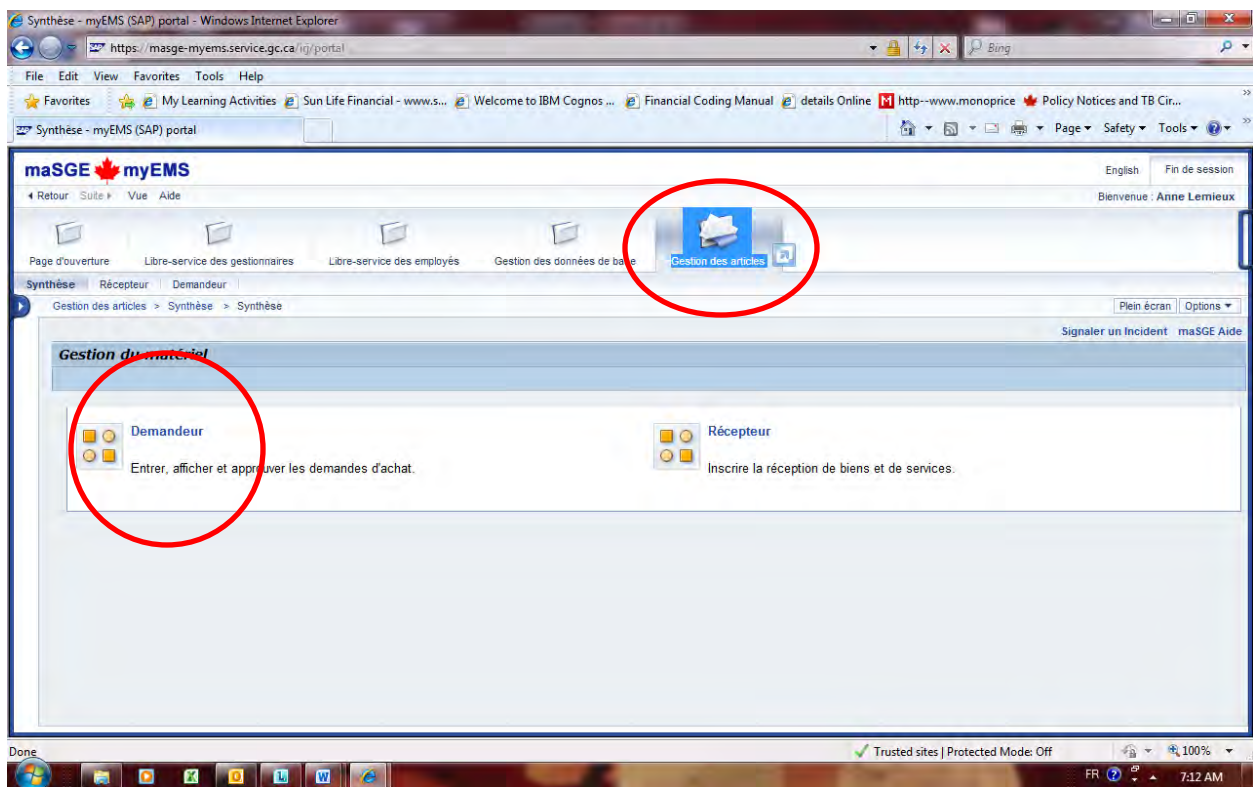 Synthèse - myEMS (SAP) portal - Windows Internet Explorer
https://masge-myems.service.gc.ca/irj/portal
Bing
File Edit View Favorites Tools Help
Favorites My Learning Activities Sun Life Financial - www.s... Welcome to IBM Cognos ... Financial Coding Manual details Online http--www.monoprice Policy Notices and TB Cir...
Synthèse - myEMS (SAP) portal
Page Safety Tools
maSGE myEMS
English Fin de session
Retour Suite Vue Aide
Bienvenue : Anne Lemieux
Page d'ouverture Libre-service des gestionnaires Libre-service des employés Gestion des données de base Gestion des articles
Synthèse Récepteur Demandeur
Gestion des articles > Synthèse > Synthèse
Plein écran Options
Signaler un Incident maSGE Aide
Gestion du matériel
Demandeur
Entrer, afficher et approuver les demandes d'achat.
Récepteur
Inscrire la réception de biens et de services.
Done
Trusted sites | Protected Mode: Off
100%
FR
7:12 AM